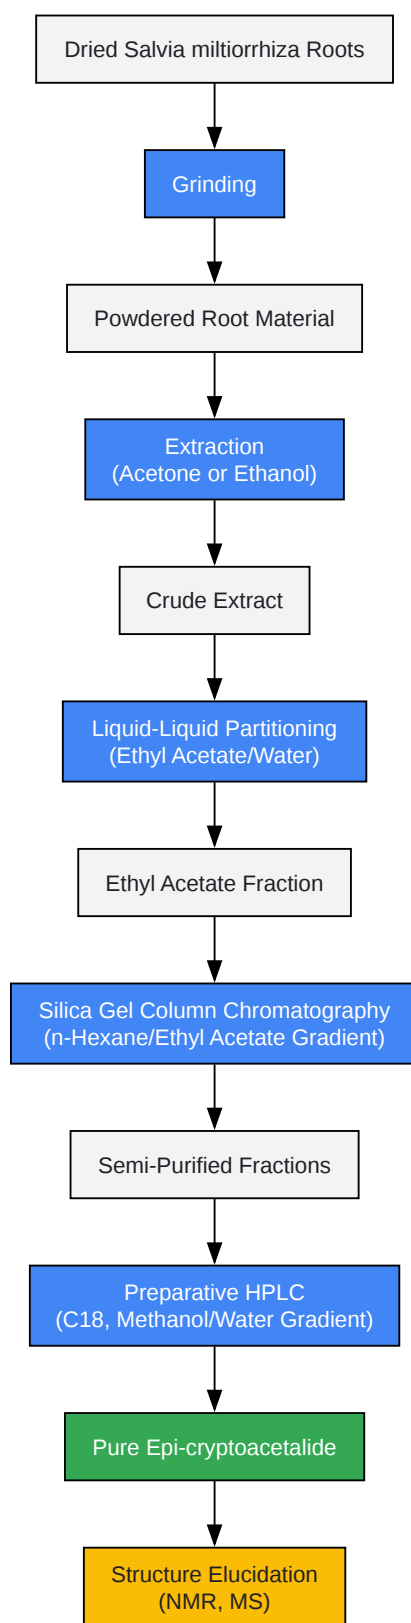 Dried Salvia miltiorrhiza Roots
Grinding
Powdered Root Material
Extraction
(Acetone or Ethanol)
Crude Extract
Liquid-Liquid Partitioning
(Ethyl Acetate/Water)
Ethyl Acetate Fraction
Silica Gel Column Chromatography
(n-Hexane/Ethyl Acetate Gradient)
Semi-Purified Fractions
Preparative HPLC
(C18, Methanol/Water Gradient)
Pure Epi-cryptoacetalide
Structure Elucidation
(NMR, MS)